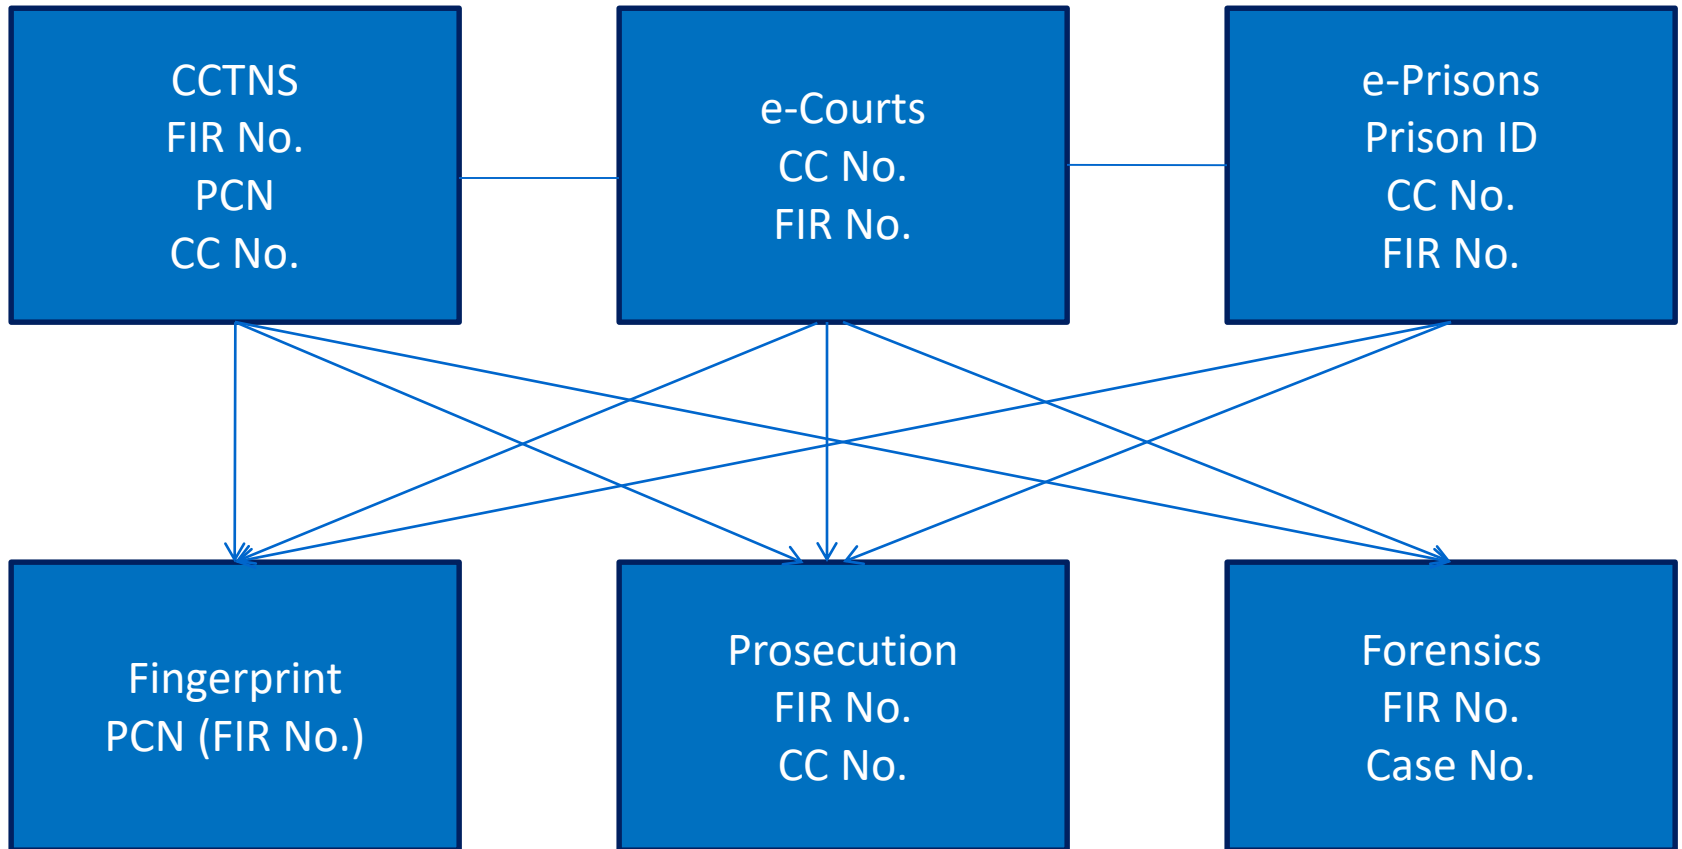 CCTNS
FIR No.
PCN
CC No.
e-Courts
CC No.
FIR No.
e-Prisons
Prison ID
CC No.
FIR No.
Fingerprint
PCN (FIR No.)
Prosecution
FIR No.
CC No.
Forensics
FIR No.
Case No.